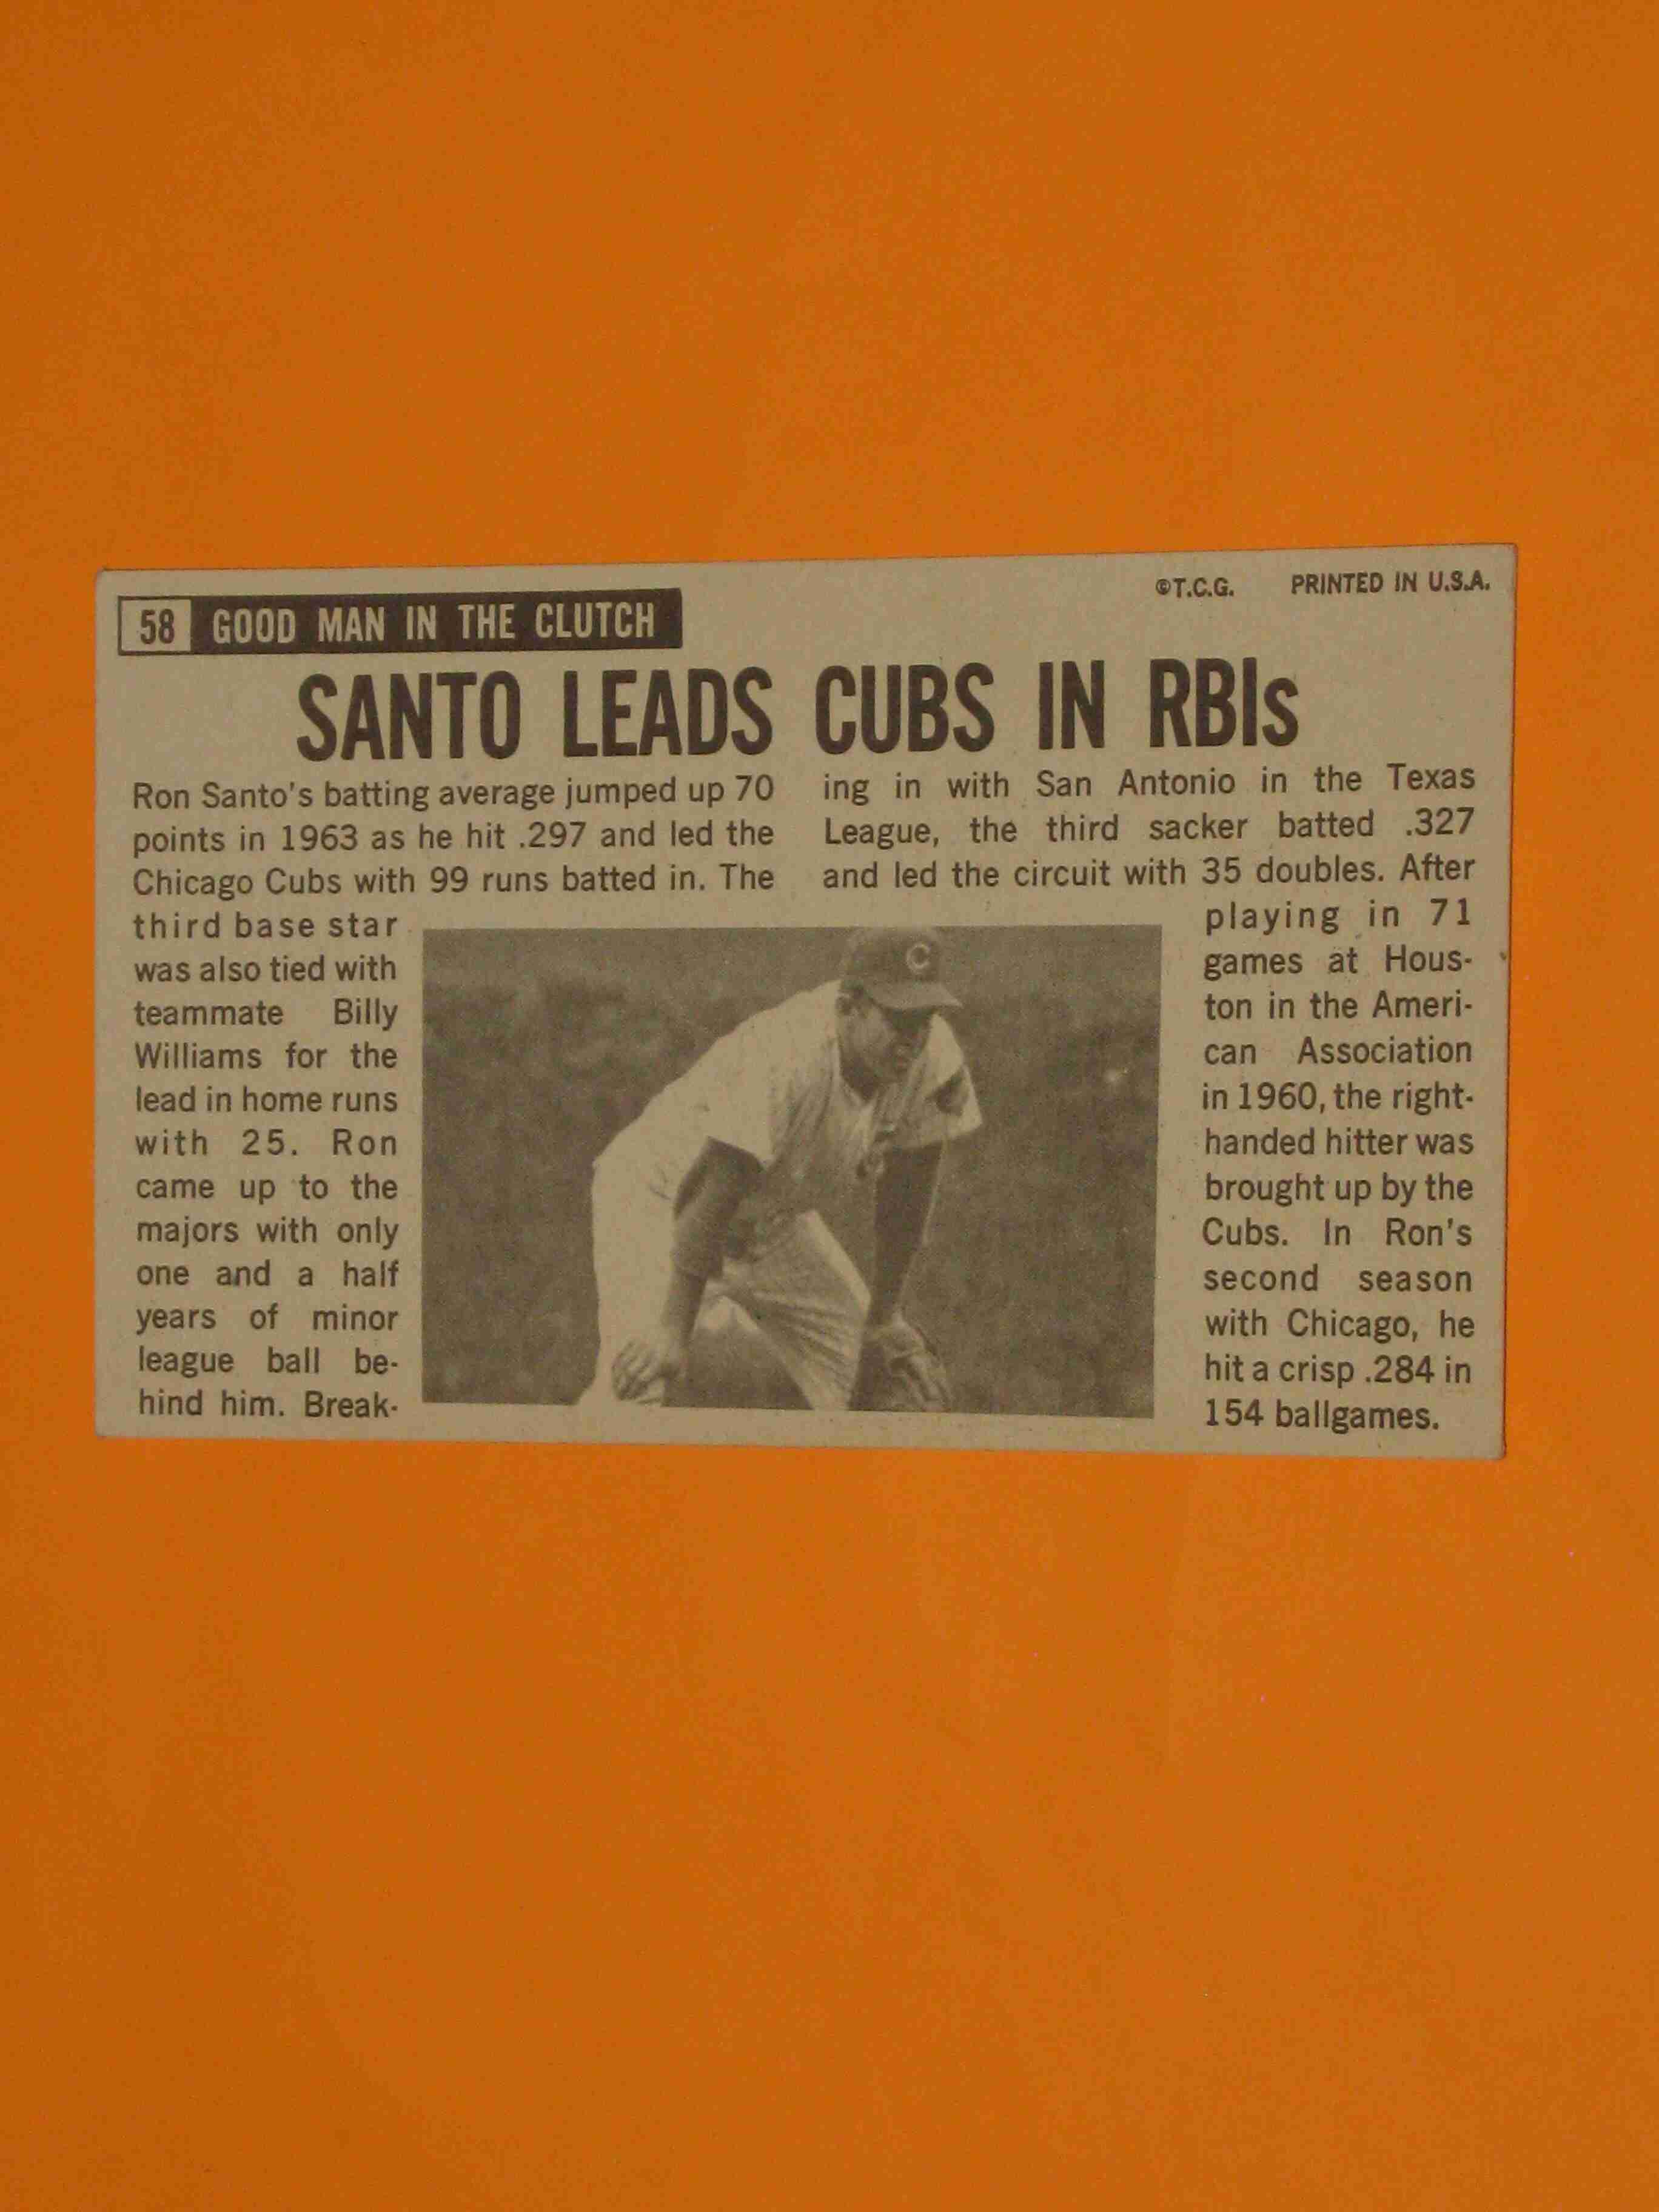 58 GOOD MAN IN THE CLUTCH
©T.C.G. PRINTED IN U.S.A.
SANTO LEADS CUBS IN RBIs
Ron Santo's batting average jumped up 70
points in 1963 as he hit .297 and led the
Chicago Cubs with 99 runs batted in. The
third base star
was also tied with
teammate Billy
Williams for the
lead in home runs
with 25. Ron
came up to the
majors with only
one and a half
years of minor
league ball be-
hind him. Break-
ing in with San Antonio in the Texas
League, the third sacker batted .327
and led the circuit with 35 doubles. After
playing in 71
games at Hous-
ton in the Ameri-
can Association
in 1960, the right-
handed hitter was
brought up by the
Cubs. In Ron's
second season
with Chicago, he
hit a crisp .284 in
154 ballgames.
C